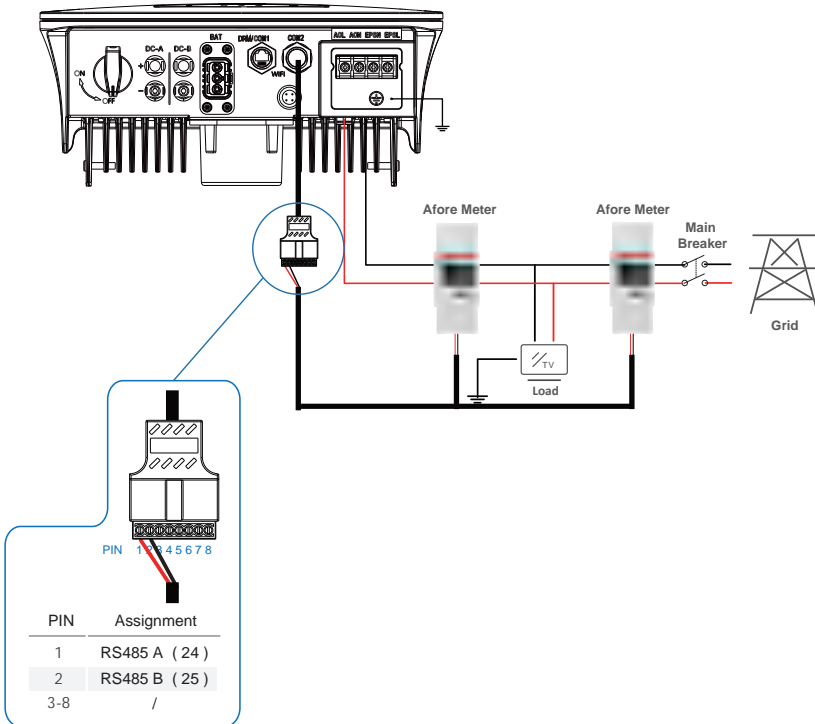 BAT
DRM/CON1
CON2
ACL ACN EPSN EPSL
DC-A
DC-B
WIFI
ON
OFF
+
-
Afore Meter
Afore Meter
Main
Breaker
Grid
TV
Load
PIN 1 2 3 4 5 6 7 8
PIN Assignment
1 RS485 A ( 24 )
2 RS485 B ( 25 )
3-8 /